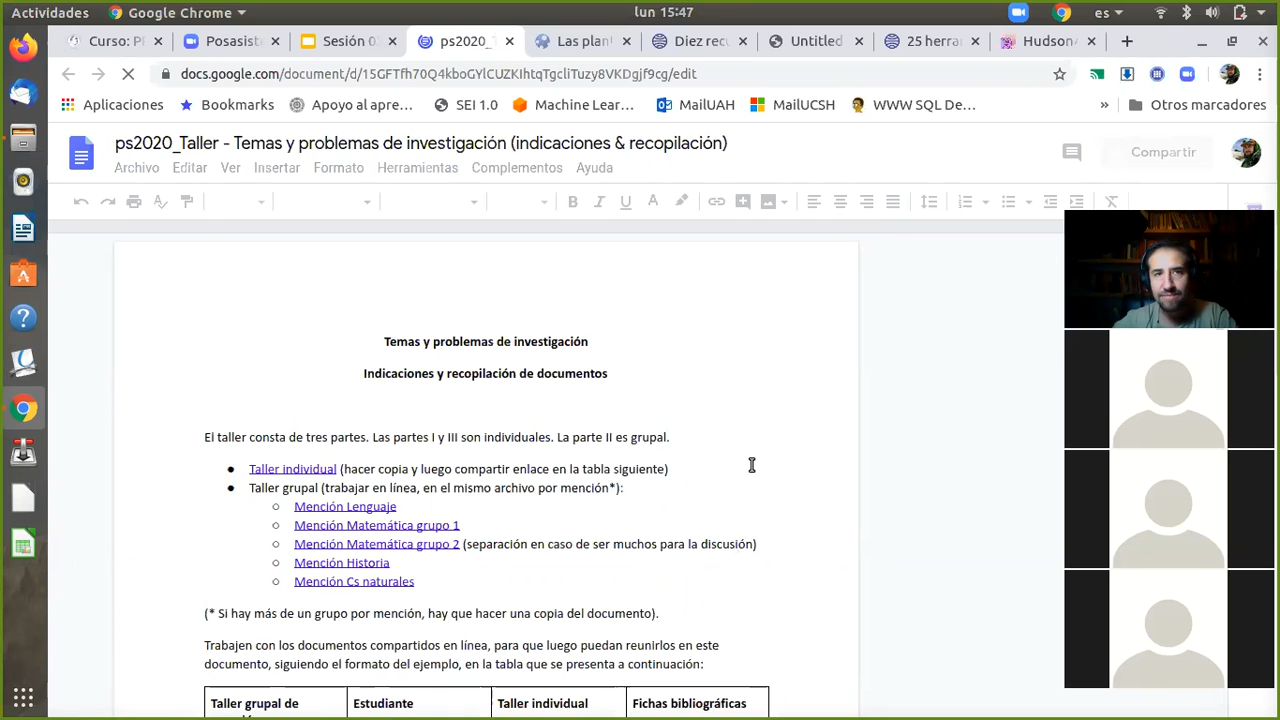 Actividades Google Chrome lun 15:47 es
Curso: PF Posasiste Sesión 03 ps2020_T Las plant Diez recu Untitled 25 herra HudsonA
docs.google.com/document/d/15GFTfh70Q4kboGYlCUZKIhtqTgcliTuzy8VKDgjf9cg/edit
Aplicaciones Bookmarks Apoyo al apre... SEI 1.0 Machine Lear... MailUAH MailUCSH WWW SQL De... » Otros marcadores
ps2020_Taller - Temas y problemas de investigación (indicaciones & recopilación)
Archivo Editar Ver Insertar Formato Herramientas Complementos Ayuda
Compartir
Temas y problemas de investigación
Indicaciones y recopilación de documentos
El taller consta de tres partes. Las partes I y III son individuales. La parte II es grupal.
● Taller individual (hacer copia y luego compartir enlace en la tabla siguiente)
● Taller grupal (trabajar en línea, en el mismo archivo por mención*):
○ Mención Lenguaje
○ Mención Matemática grupo 1
○ Mención Matemática grupo 2 (separación en caso de ser muchos para la discusión)
○ Mención Historia
○ Mención Cs naturales
(* Si hay más de un grupo por mención, hay que hacer una copia del documento).
Trabajen con los documentos compartidos en línea, para que luego puedan reunirlos en este
documento, siguiendo el formato del ejemplo, en la tabla que se presenta a continuación:
Taller grupal de Estudiante Taller individual Fichas bibliográficas